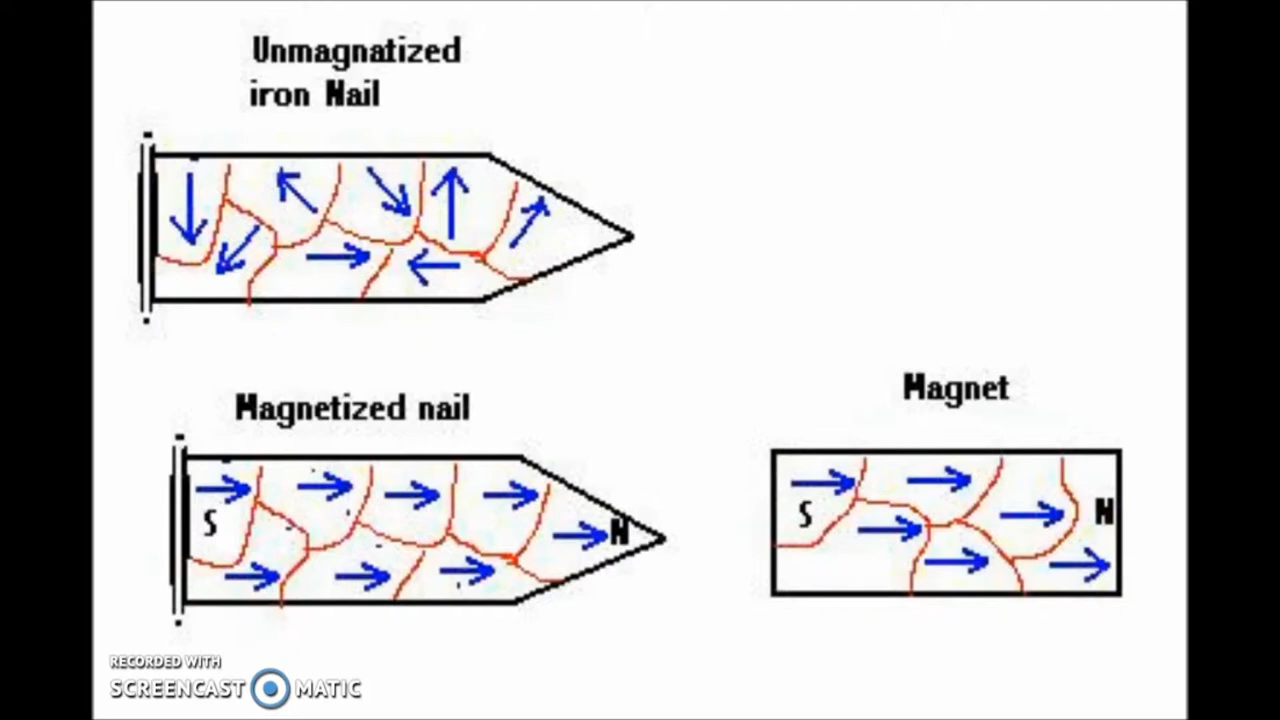 Unmagnatized
iron Nail
Magnetized nail
Magnet
S
N
S
N
RECORDED WITH
SCREENCAST MATIC